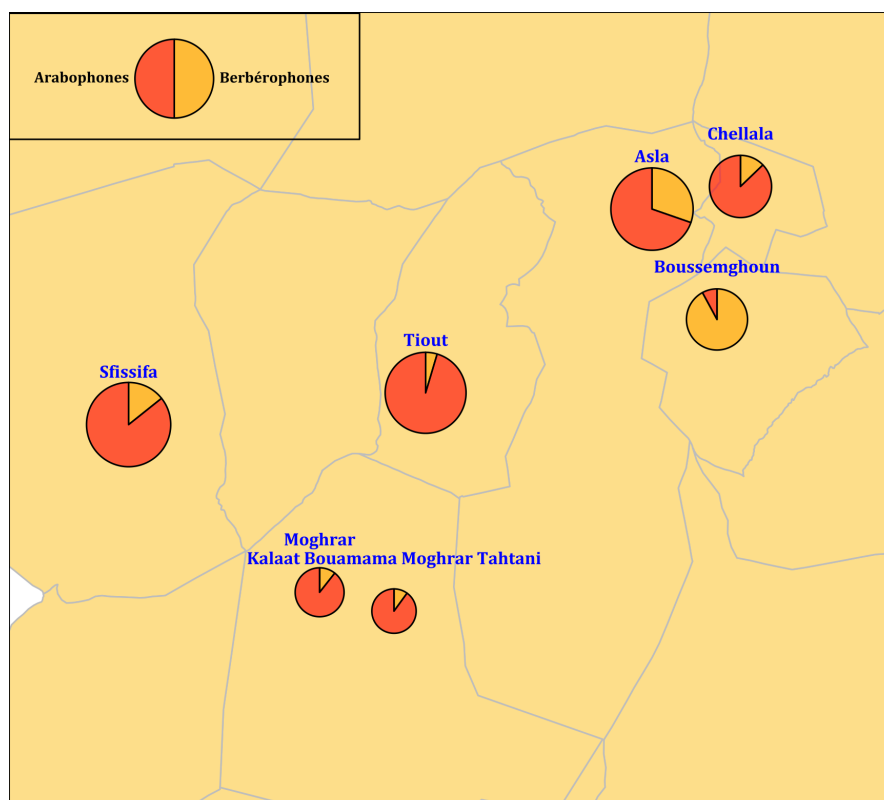 Arabophones
Berbérophones
Chellala
Asla
Boussemghoun
Tiout
Sfissifa
Moghrar
Kalaat Bouamama Moghrar Tahtani